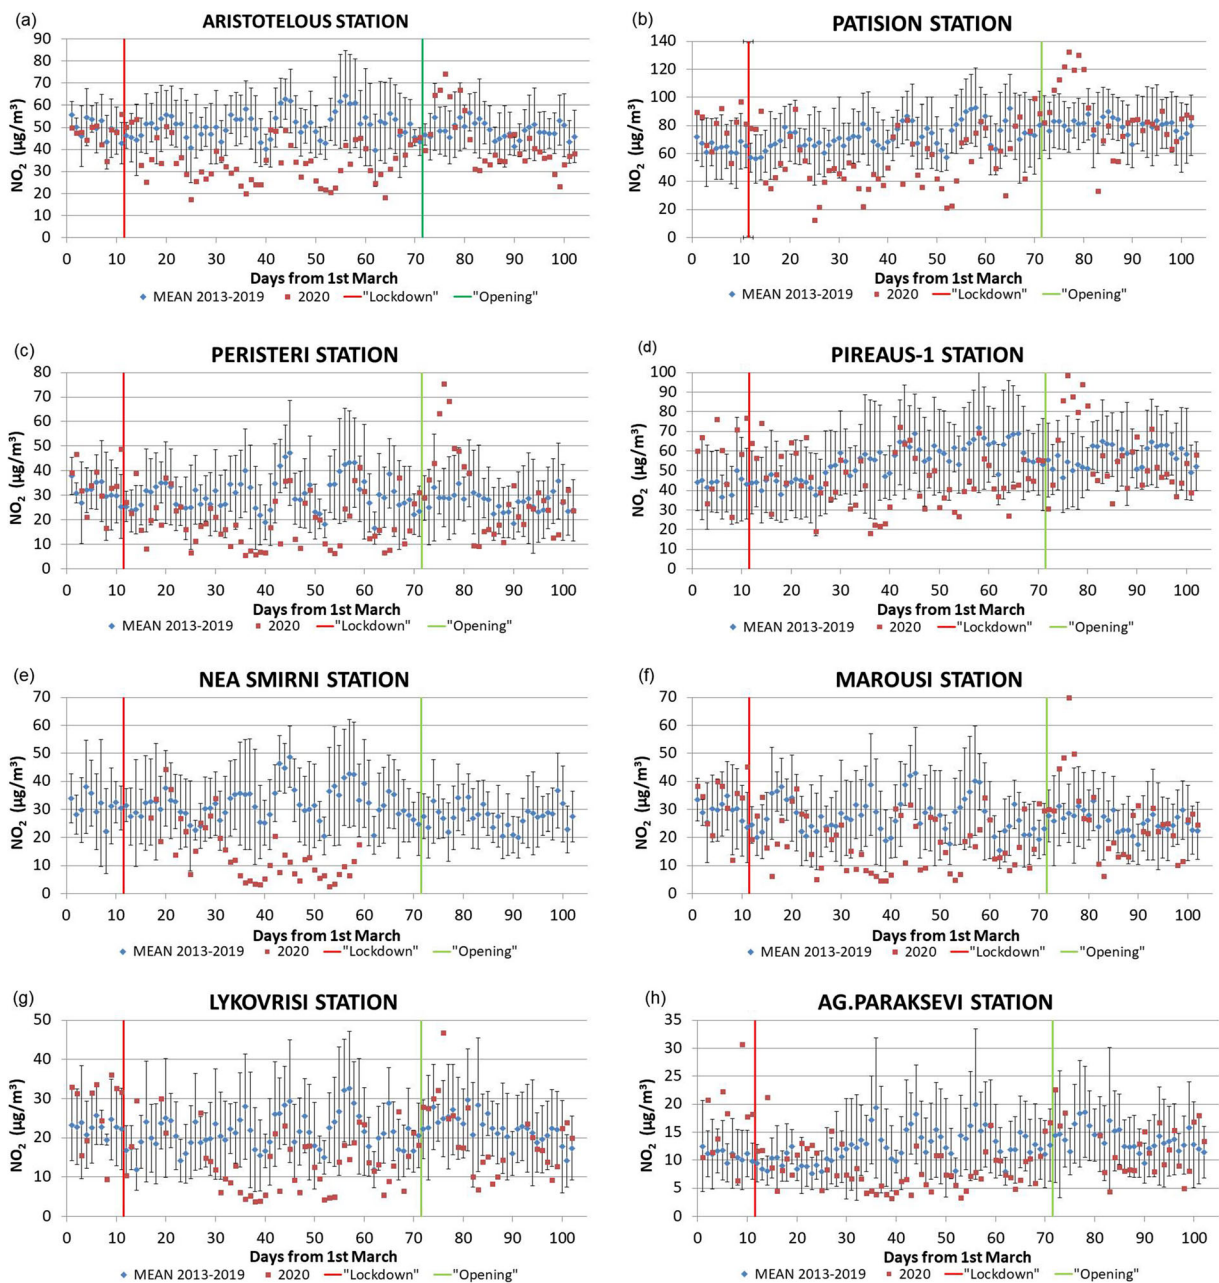 (a)
ARISTOTELOUS STATION
NO₂ (µg/m³)
90
80
70
60
50
40
30
20
10
0
0 10 20 30 40 50 60 70 80 90 100
Days from 1st March
MEAN 2013-2019 2020 "Lockdown" "Opening"
(b)
PATISION STATION
NO₂ (µg/m³)
140
120
100
80
60
40
20
0
0 10 20 30 40 50 60 70 80 90 100
Days from 1st March
MEAN 2013-2019 2020 "Lockdown" "Opening"
(c)
PERISTERI STATION
NO₂ (µg/m³)
80
70
60
50
40
30
20
10
0
0 10 20 30 40 50 60 70 80 90 100
Days from 1st March
MEAN 2013-2019 2020 "Lockdown" "Opening"
(d)
PIREAUS-1 STATION
NO₂ (µg/m³)
100
90
80
70
60
50
40
30
20
10
0
0 10 20 30 40 50 60 70 80 90 100
Days from 1st March
MEAN 2013-2019 2020 "Lockdown" "Opening"
(e)
NEA SMIRNI STATION
NO₂ (µg/m³)
70
60
50
40
30
20
10
0
0 10 20 30 40 50 60 70 80 90 100
Days from 1st March
MEAN 2013-2019 2020 "Lockdown" "Opening"
(f)
MAROUSI STATION
NO₂ (µg/m³)
70
60
50
40
30
20
10
0
0 10 20 30 40 50 60 70 80 90 100
Days from 1st March
MEAN 2013-2019 2020 "Lockdown" "Opening"
(g)
LYKOVRISI STATION
NO₂ (µg/m³)
50
40
30
20
10
0
0 10 20 30 40 50 60 70 80 90 100
Days from 1st March
MEAN 2013-2019 2020 "Lockdown" "Opening"
(h)
AG.PARAKSEVI STATION
NO₂ (µg/m³)
35
30
25
20
15
10
5
0
0 10 20 30 40 50 60 70 80 90 100
Days from 1st March
MEAN 2013-2019 2020 "Lockdown" "Opening"